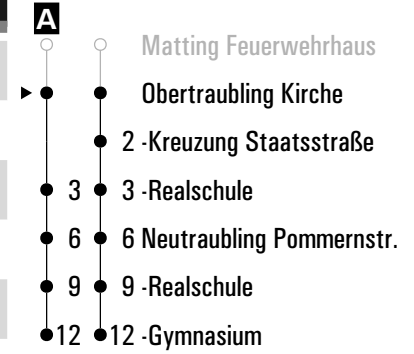 A
Matting Feuerwehrhaus
Obertraubling Kirche
2 -Kreuzung Staatsstraße
3 3 -Realschule
6 6 Neutraubling Pommernstr.
9 9 -Realschule
12 12 -Gymnasium